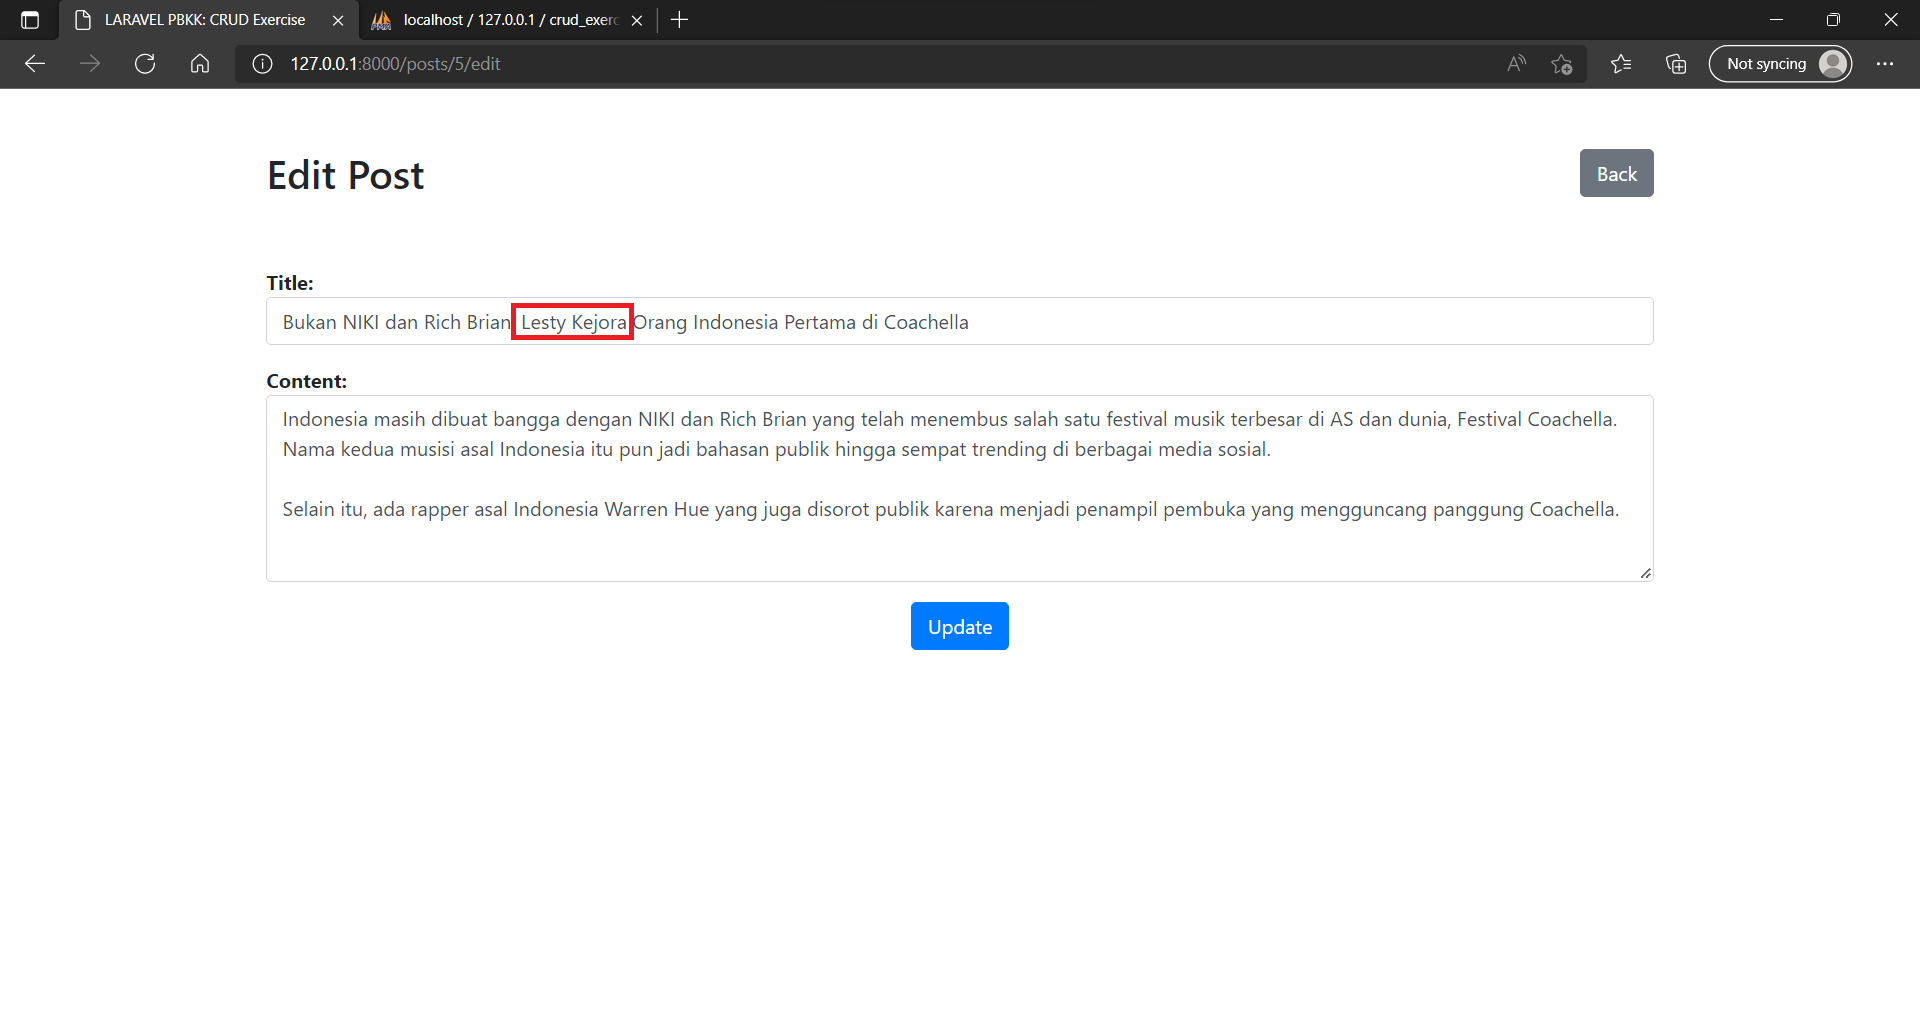 LARAVEL PBKK: CRUD Exercise
localhost / 127.0.0.1 / crud_exerc
127.0.0.1:8000/posts/5/edit
Not syncing
Edit Post
Back
Title:
Bukan NIKI dan Rich Brian Lesty Kejora Orang Indonesia Pertama di Coachella
Content:
Indonesia masih dibuat bangga dengan NIKI dan Rich Brian yang telah menembus salah satu festival musik terbesar di AS dan dunia, Festival Coachella.
Nama kedua musisi asal Indonesia itu pun jadi bahasan publik hingga sempat trending di berbagai media sosial.
Selain itu, ada rapper asal Indonesia Warren Hue yang juga disorot publik karena menjadi penampil pembuka yang mengguncang panggung Coachella.
Update